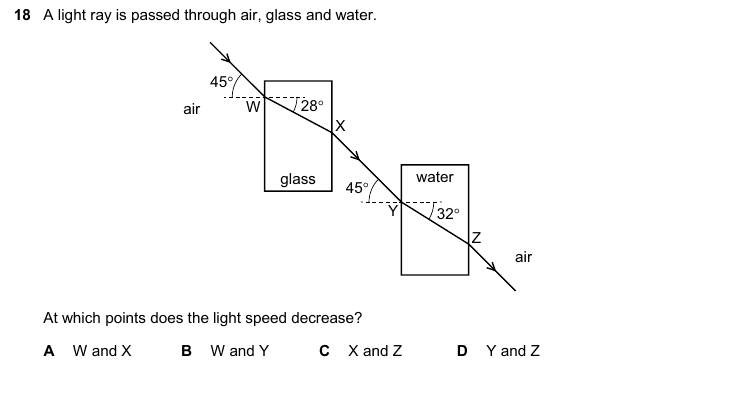 18 A light ray is passed through air, glass and water.
45°
air
W
28°
X
glass
45°
water
Y
32°
Z
air
At which points does the light speed decrease?
A W and X B W and Y C X and Z D Y and Z